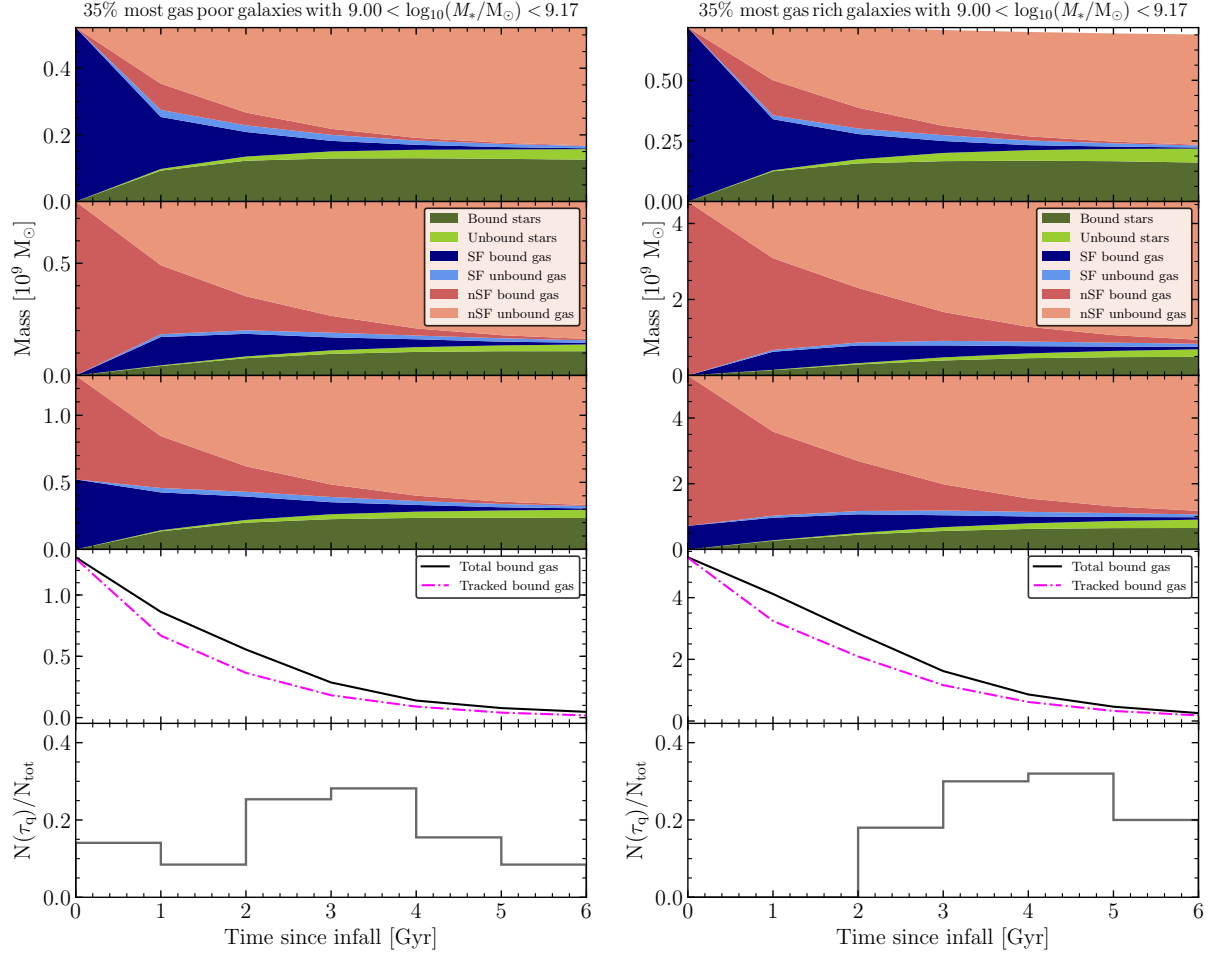 35% most gas poor galaxies with 9.00 < log₁₀(M*/M⊙) < 9.17
35% most gas rich galaxies with 9.00 < log₁₀(M*/M⊙) < 9.17
0.4
0.2
0.0
0.50
0.25
0.00
Mass [10⁹ M⊙]
0.5
0.0
Bound stars
Unbound stars
SF bound gas
SF unbound gas
nSF bound gas
nSF unbound gas
Mass [10⁹ M⊙]
4
2
0
Bound stars
Unbound stars
SF bound gas
SF unbound gas
nSF bound gas
nSF unbound gas
1.0
0.5
0.0
4
2
0
1.0
0.5
0.0
Total bound gas
Tracked bound gas
4
2
0
Total bound gas
Tracked bound gas
N(τq)/Ntot
0.4
0.2
0.0
0 1 2 3 4 5 6
Time since infall [Gyr]
N(τq)/Ntot
0.4
0.2
0.0
0 1 2 3 4 5 6
Time since infall [Gyr]